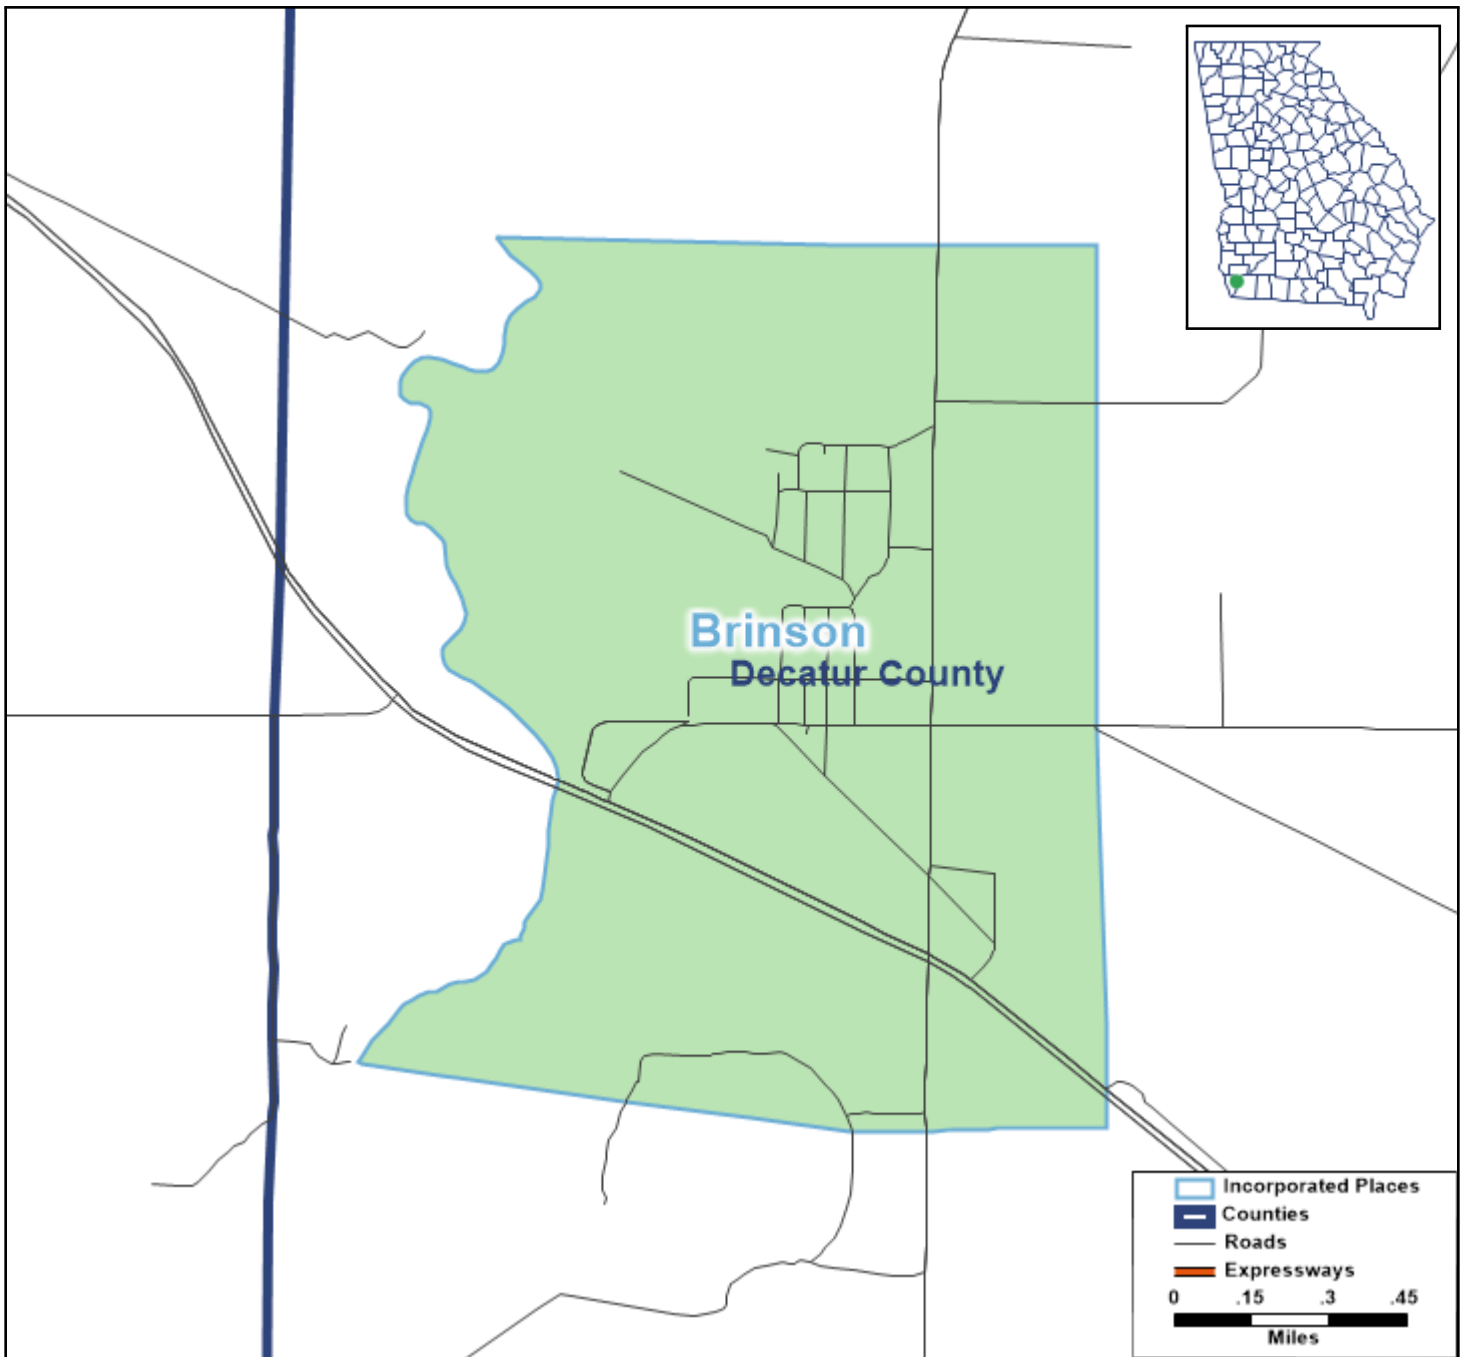 Brinson
Decatur County
Incorporated Places
Counties
Roads
Expressways
0 .15 .3 .45
Miles